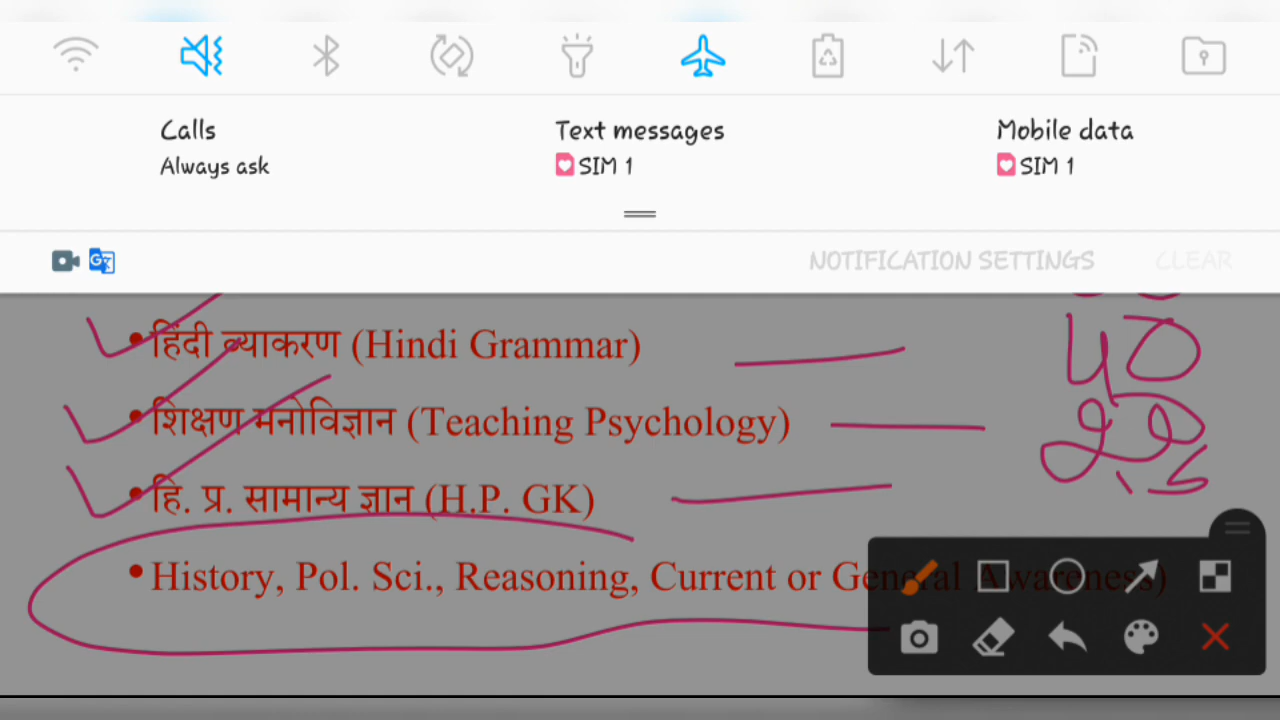 Calls Text messages Mobile data
Always ask SIM 1 SIM 1
NOTIFICATION SETTINGS CLEAR
• हिंदी व्याकरण (Hindi Grammar)
• शिक्षण मनोविज्ञान (Teaching Psychology)
• हि. प्र. सामान्य ज्ञान (H.P. GK)
• History, Pol. Sci., Reasoning, Current or General Awareness)